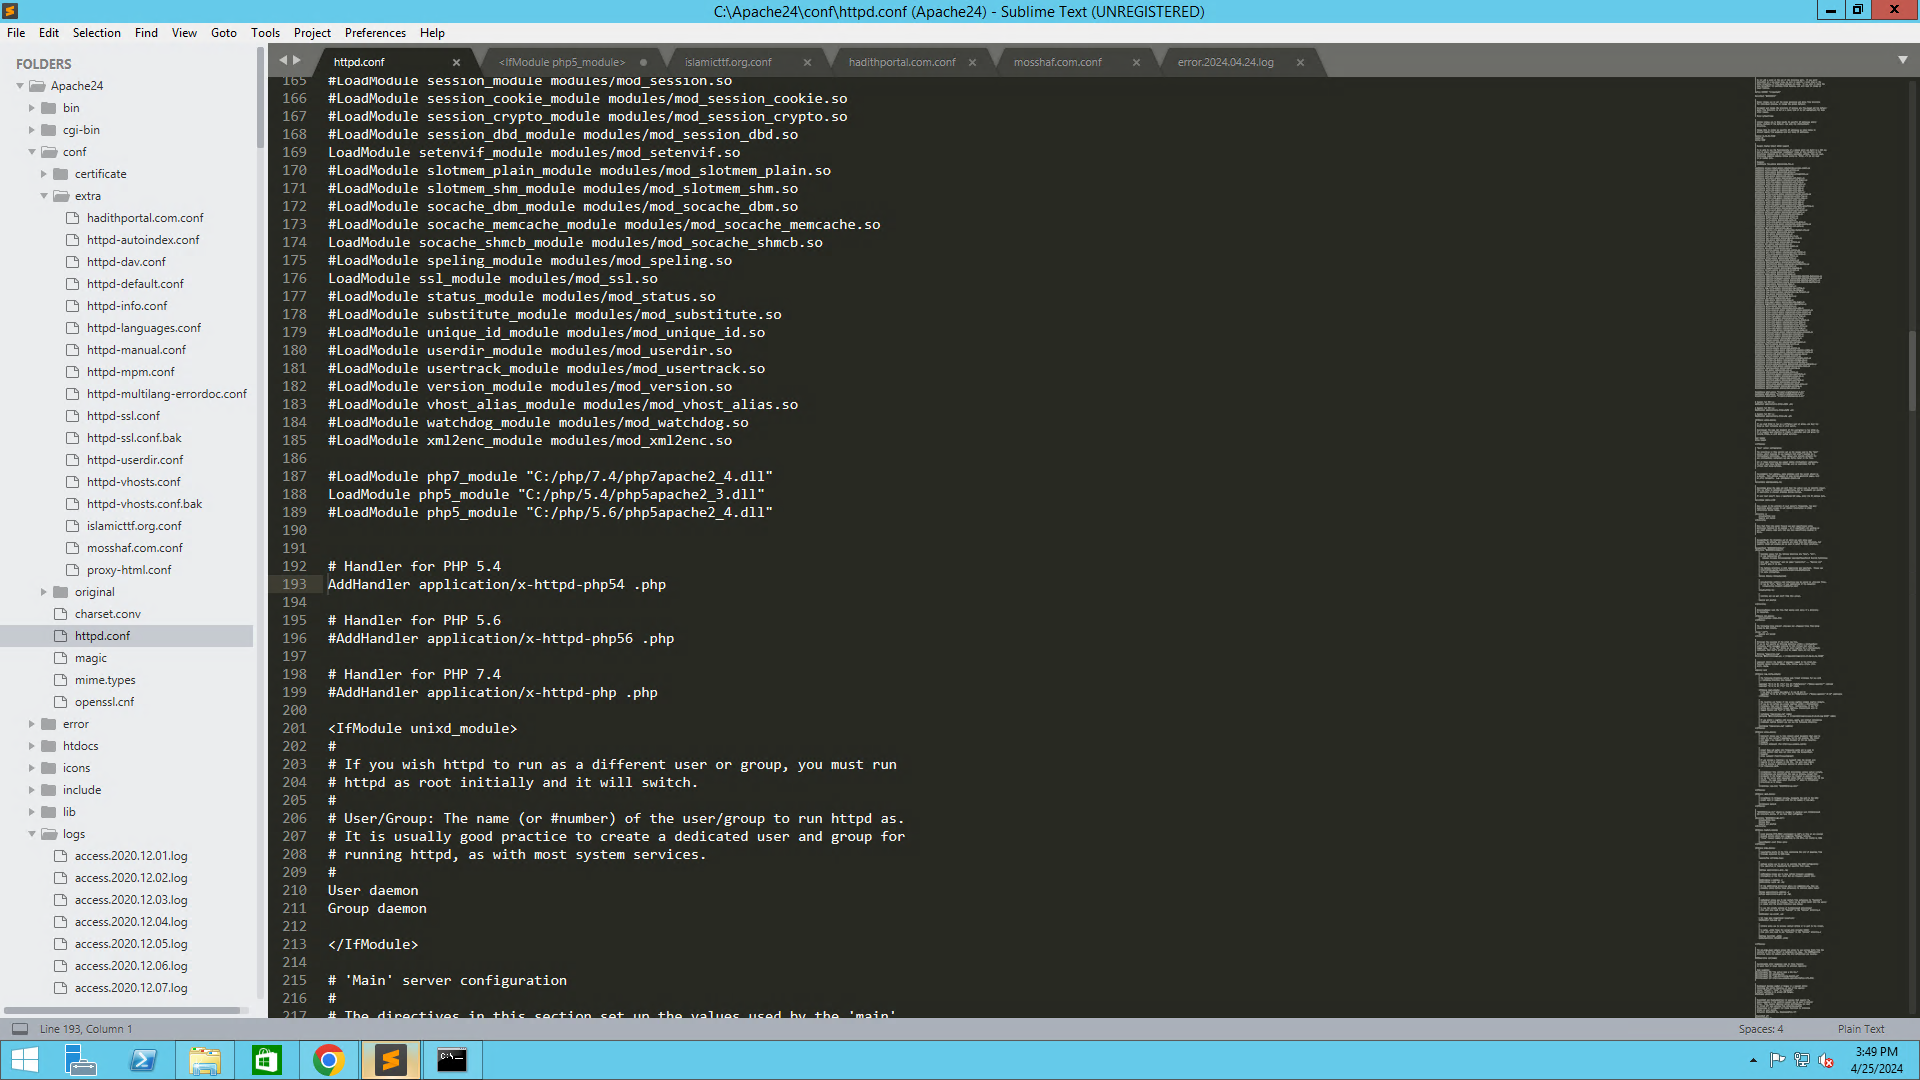 C:\Apache24\conf\httpd.conf (Apache24) - Sublime Text (UNREGISTERED)
File Edit Selection Find View Goto Tools Project Preferences Help
FOLDERS
Apache24
bin
cgi-bin
conf
certificate
extra
hadithportal.com.conf
httpd-autoindex.conf
httpd-dav.conf
httpd-default.conf
httpd-info.conf
httpd-languages.conf
httpd-manual.conf
httpd-mpm.conf
httpd-multilang-errordoc.conf
httpd-ssl.conf
httpd-ssl.conf.bak
httpd-userdir.conf
httpd-vhosts.conf
httpd-vhosts.conf.bak
islamicttf.org.conf
mosshaf.com.conf
proxy-html.conf
original
charset.conv
httpd.conf
magic
mime.types
openssl.cnf
error
htdocs
icons
include
lib
logs
access.2020.12.01.log
access.2020.12.02.log
access.2020.12.03.log
access.2020.12.04.log
access.2020.12.05.log
access.2020.12.06.log
access.2020.12.07.log
httpd.conf <IfModule php5_module> islamicttf.org.conf hadithportal.com.conf mosshaf.com.conf error.2024.04.24.log
165 #LoadModule session_module modules/mod_session.so
166 #LoadModule session_cookie_module modules/mod_session_cookie.so
167 #LoadModule session_crypto_module modules/mod_session_crypto.so
168 #LoadModule session_dbd_module modules/mod_session_dbd.so
169 LoadModule setenvif_module modules/mod_setenvif.so
170 #LoadModule slotmem_plain_module modules/mod_slotmem_plain.so
171 #LoadModule slotmem_shm_module modules/mod_slotmem_shm.so
172 #LoadModule socache_dbm_module modules/mod_socache_dbm.so
173 #LoadModule socache_memcache_module modules/mod_socache_memcache.so
174 LoadModule socache_shmcb_module modules/mod_socache_shmcb.so
175 #LoadModule speling_module modules/mod_speling.so
176 LoadModule ssl_module modules/mod_ssl.so
177 #LoadModule status_module modules/mod_status.so
178 #LoadModule substitute_module modules/mod_substitute.so
179 #LoadModule unique_id_module modules/mod_unique_id.so
180 #LoadModule userdir_module modules/mod_userdir.so
181 #LoadModule usertrack_module modules/mod_usertrack.so
182 #LoadModule version_module modules/mod_version.so
183 #LoadModule vhost_alias_module modules/mod_vhost_alias.so
184 #LoadModule watchdog_module modules/mod_watchdog.so
185 #LoadModule xml2enc_module modules/mod_xml2enc.so
186
187 #LoadModule php7_module "C:/php/7.4/php7apache2_4.dll"
188 LoadModule php5_module "C:/php/5.4/php5apache2_3.dll"
189 #LoadModule php5_module "C:/php/5.6/php5apache2_4.dll"
190
191
192 # Handler for PHP 5.4
193 AddHandler application/x-httpd-php54 .php
194
195 # Handler for PHP 5.6
196 #AddHandler application/x-httpd-php56 .php
197
198 # Handler for PHP 7.4
199 #AddHandler application/x-httpd-php .php
200
201 <IfModule unixd_module>
202 #
203 # If you wish httpd to run as a different user or group, you must run
204 # httpd as root initially and it will switch.
205 #
206 # User/Group: The name (or #number) of the user/group to run httpd as.
207 # It is usually good practice to create a dedicated user and group for
208 # running httpd, as with most system services.
209 #
210 User daemon
211 Group daemon
212
213 </IfModule>
214
215 # 'Main' server configuration
216 #
217 # The directives in this section set up the values used by the 'main'
Line 193, Column 1 Spaces: 4 Plain Text
C:\
3:49 PM
4/25/2024